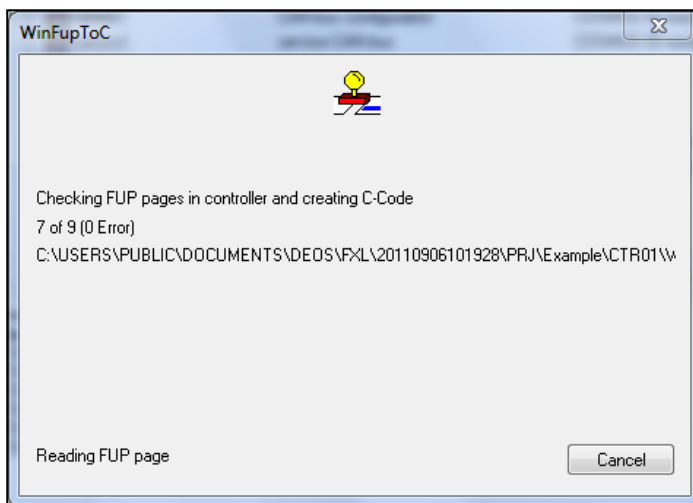 WinFupToC
Checking FUP pages in controller and creating C-Code
7 of 9 (0 Error)
C:\USERS\PUBLIC\DOCUMENTS\DEOS\FXL\20110906101928\PRJ\Example\CTR01\\
Reading FUP page
Cancel